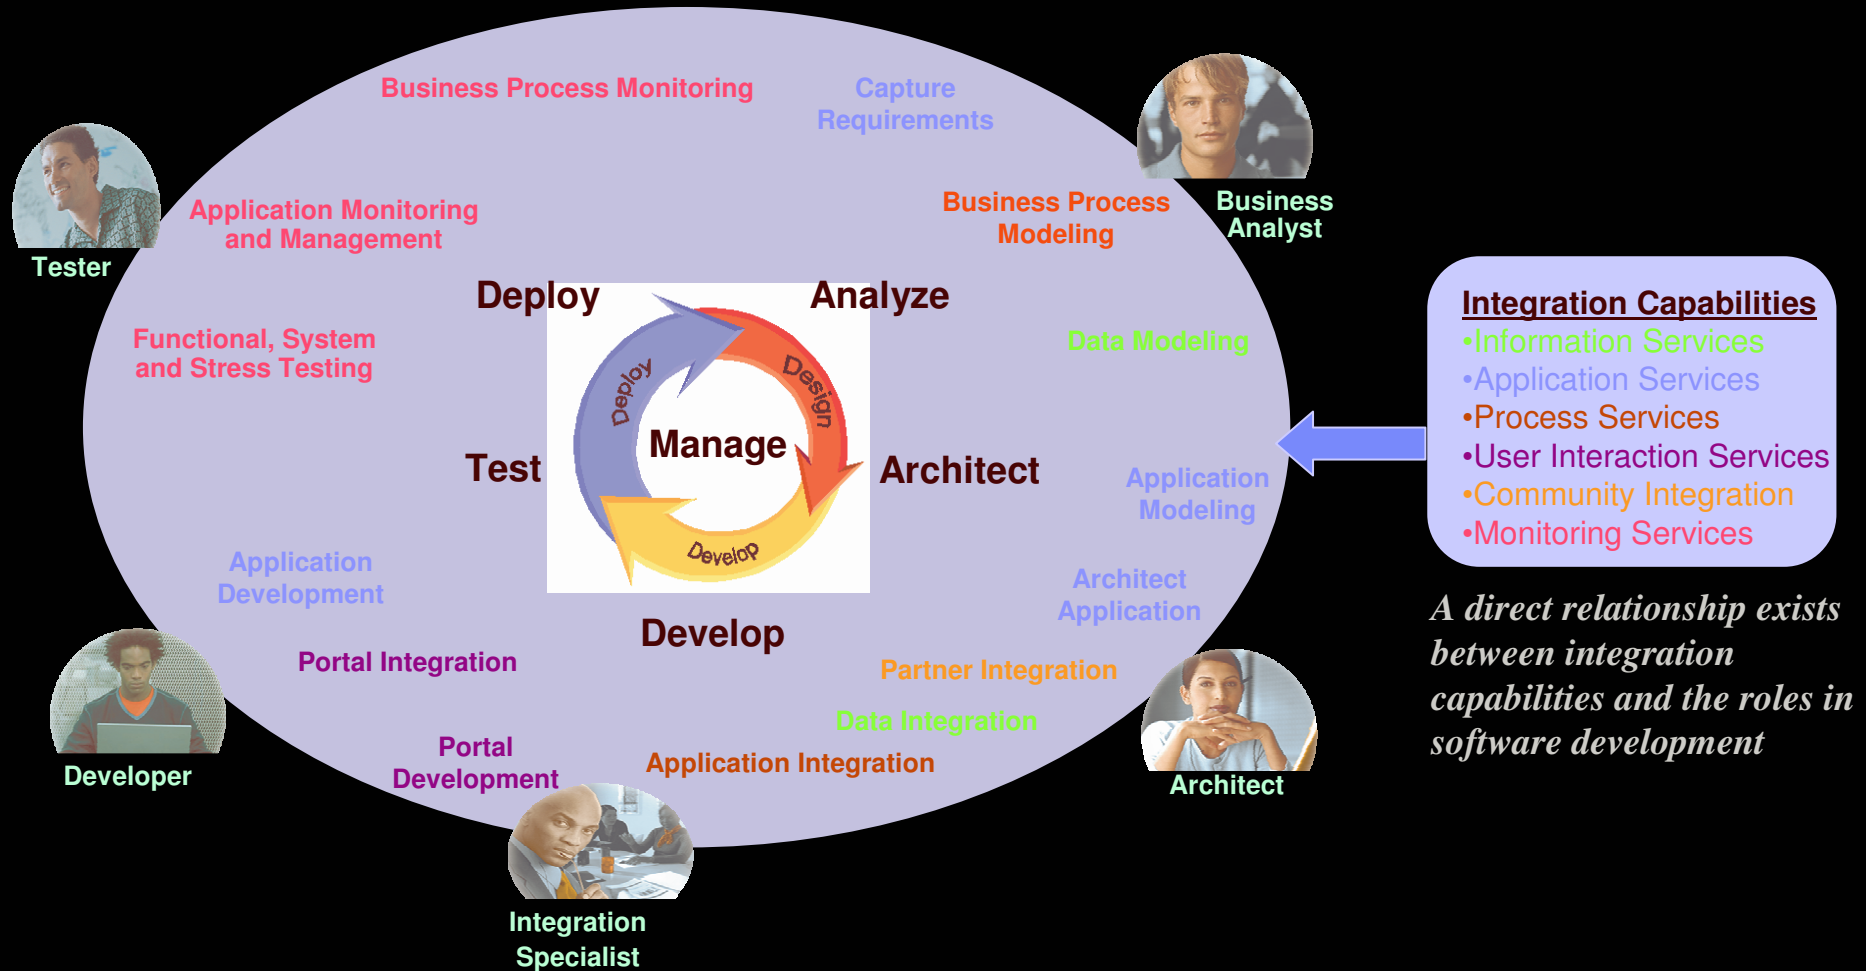 Business Process Monitoring
Capture
Requirements
Application Monitoring
and Management
Business Process
Modeling
Business
Analyst
Tester
Deploy
Analyze
Functional, System
and Stress Testing
Data Modeling
Deploy
Design
Manage
Develop
Test
Architect
Application
Modeling
Application
Development
Architect
Application
Develop
Portal Integration
Partner Integration
Data Integration
Portal
Development
Application Integration
Developer
Architect
Integration
Specialist
Integration Capabilities
•Information Services
•Application Services
•Process Services
•User Interaction Services
•Community Integration
•Monitoring Services
A direct relationship exists
between integration
capabilities and the roles in
software development